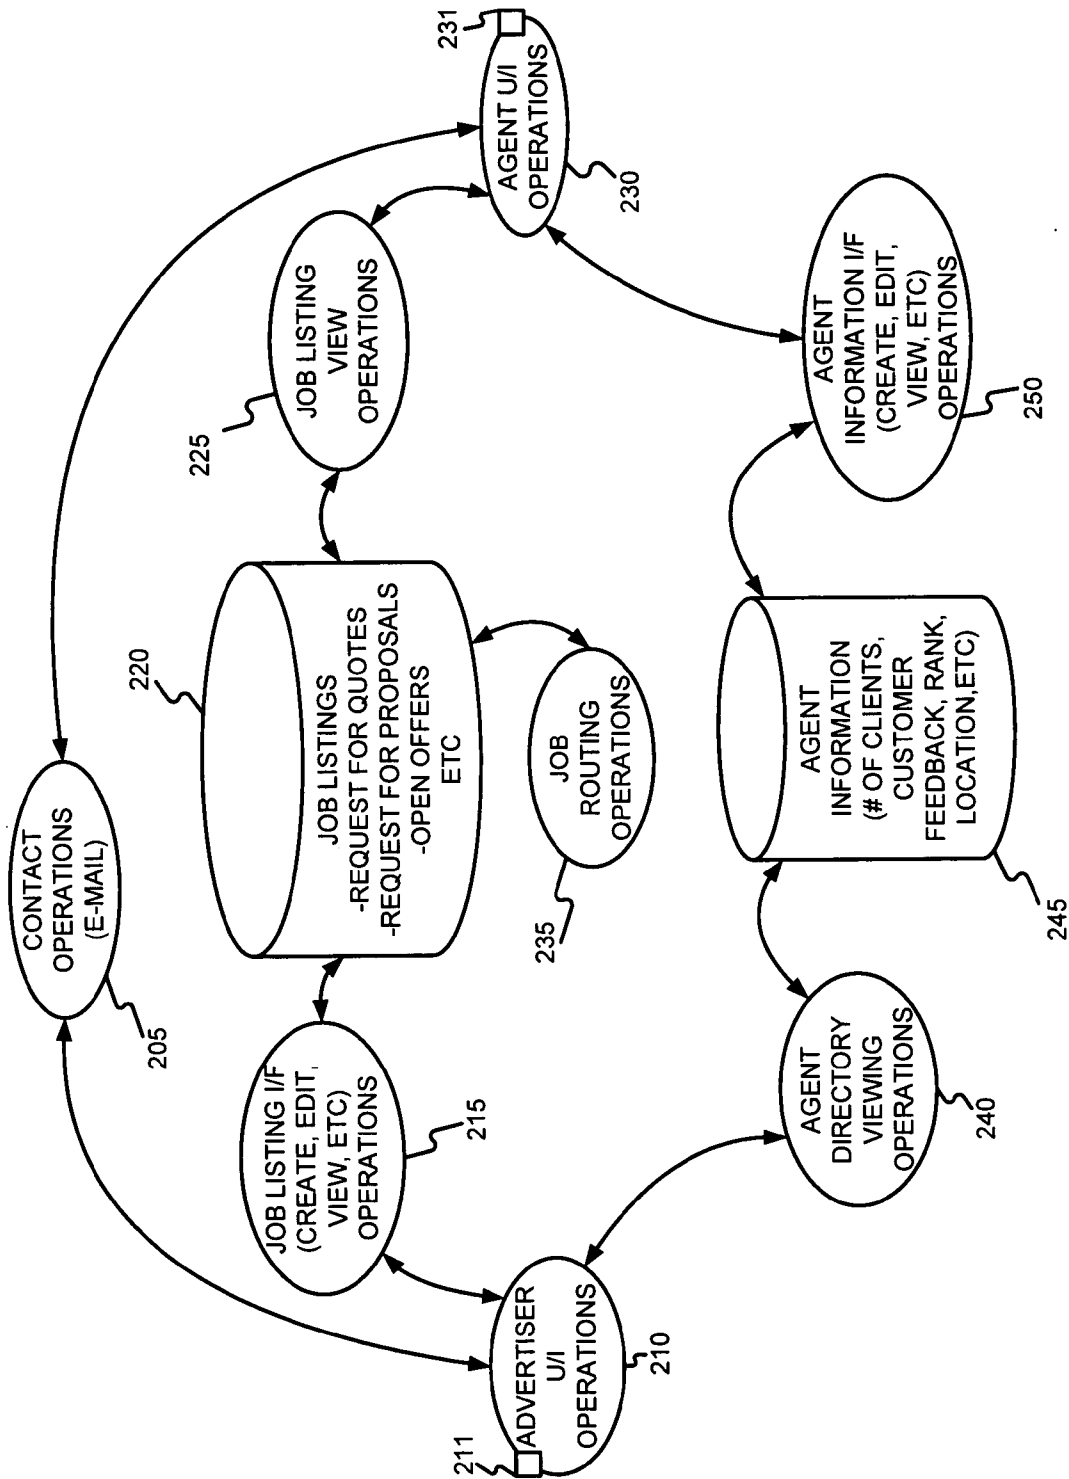 CONTACT
OPERATIONS
(E-MAIL)
205
220
JOB LISTINGS
-REQUEST FOR QUOTES
-REQUEST FOR PROPOSALS
-OPEN OFFERS
ETC
JOB LISTING I/F
(CREATE, EDIT,
VIEW, ETC)
OPERATIONS
215
JOB LISTING
VIEW
OPERATIONS
225
211
ADVERTISER
U/I
OPERATIONS
210
231
AGENT U/I
OPERATIONS
230
JOB
ROUTING
OPERATIONS
235
AGENT
DIRECTORY
VIEWING
OPERATIONS
240
AGENT
INFORMATION
(# OF CLIENTS,
CUSTOMER
FEEDBACK, RANK,
LOCATION,ETC)
245
AGENT
INFORMATION I/F
(CREATE, EDIT,
VIEW, ETC)
OPERATIONS
250